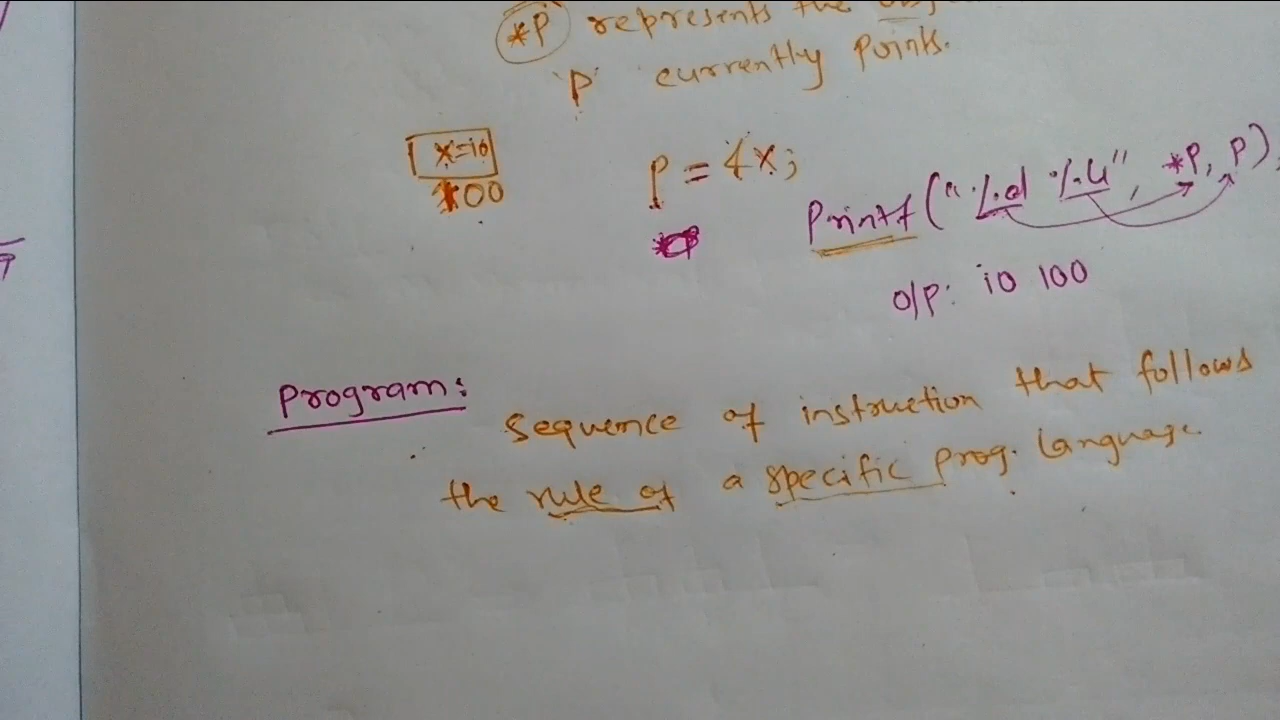 *P represents the
'P' currently points.
x=10
100
P = &x;
Printf("%d %u", *P, P);
O/P: 10 100
Program:
Sequence of instruction that follows
the rule of a specific prog. language